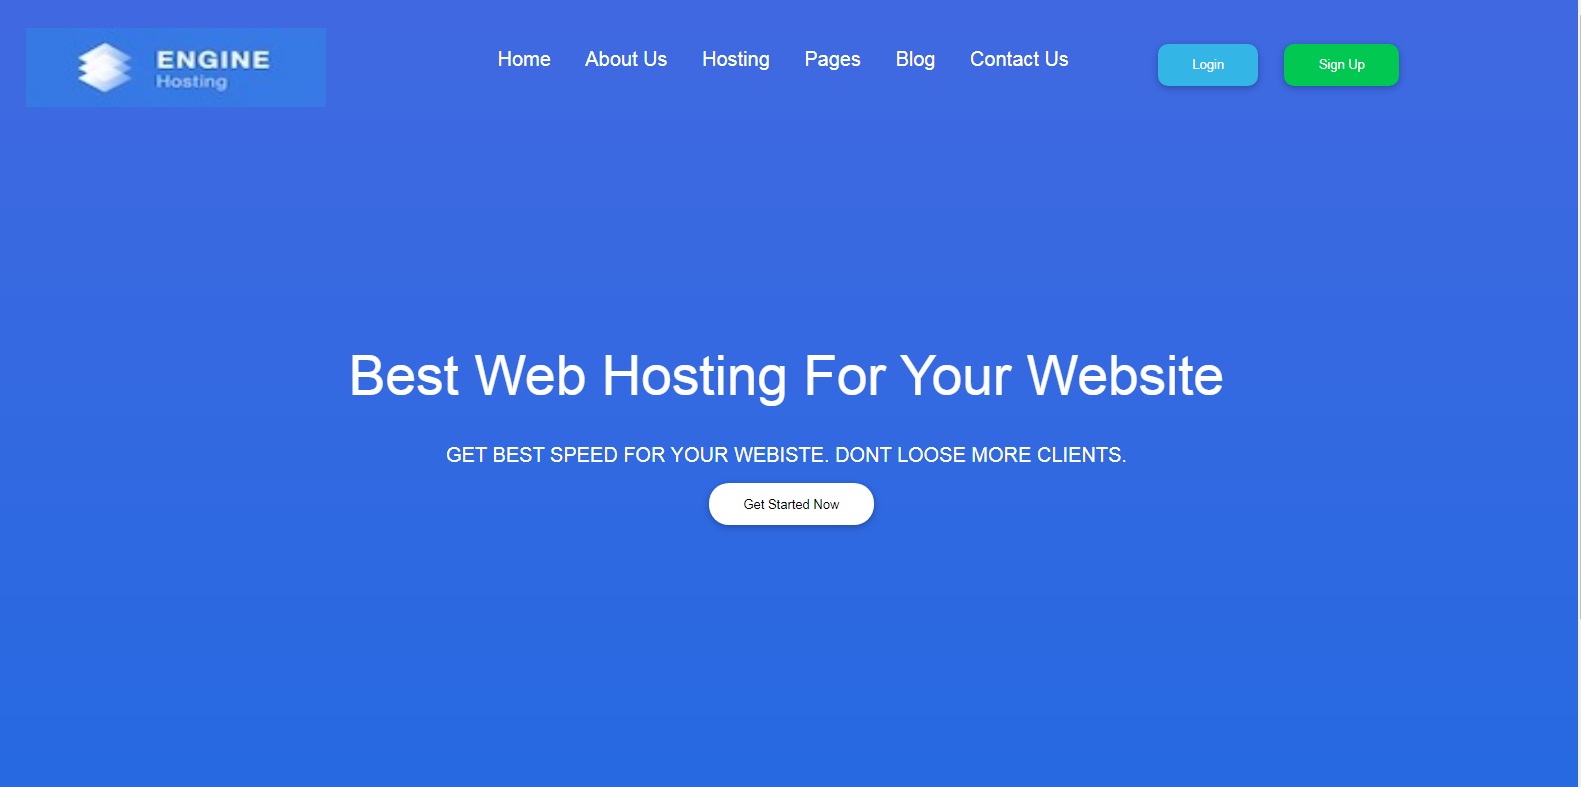 ENGINE
Hosting
Home About Us Hosting Pages Blog Contact Us Login Sign Up
Best Web Hosting For Your Website
GET BEST SPEED FOR YOUR WEBISTE. DONT LOOSE MORE CLIENTS.
Get Started Now